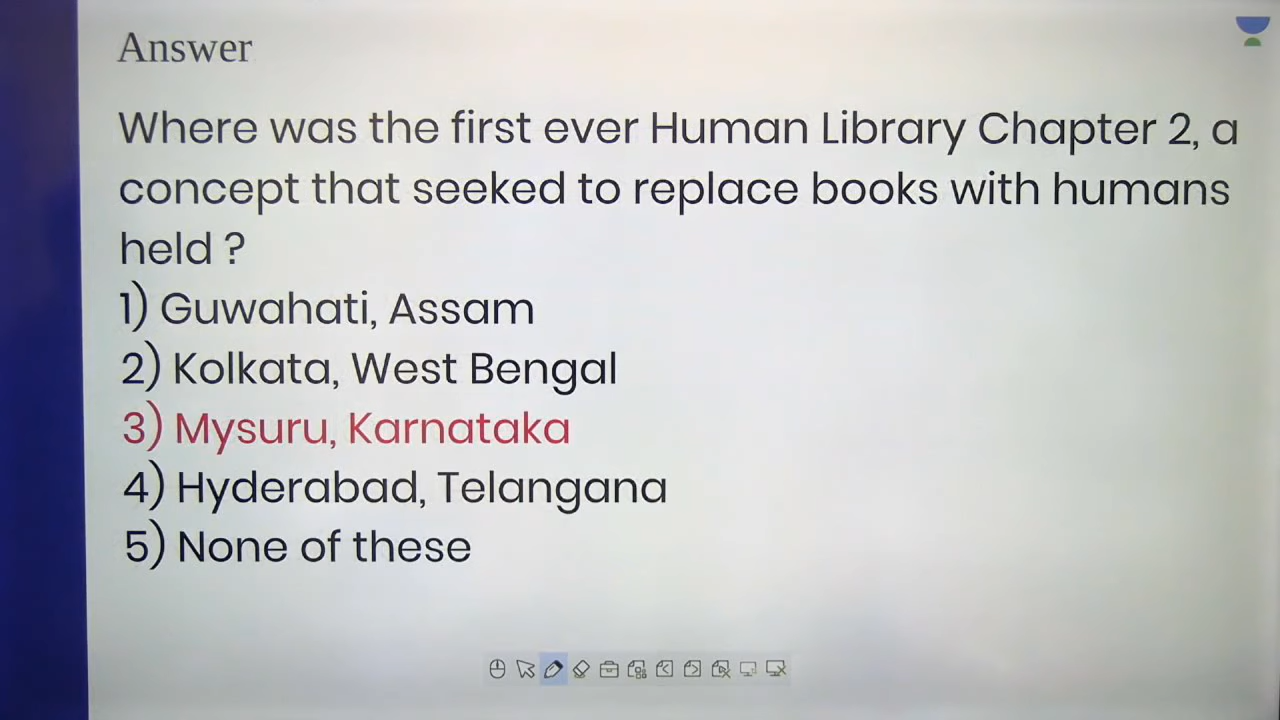 Answer
Where was the first ever Human Library Chapter 2, a
concept that seeked to replace books with humans
held ?
1) Guwahati, Assam
2) Kolkata, West Bengal
3) Mysuru, Karnataka
4) Hyderabad, Telangana
5) None of these